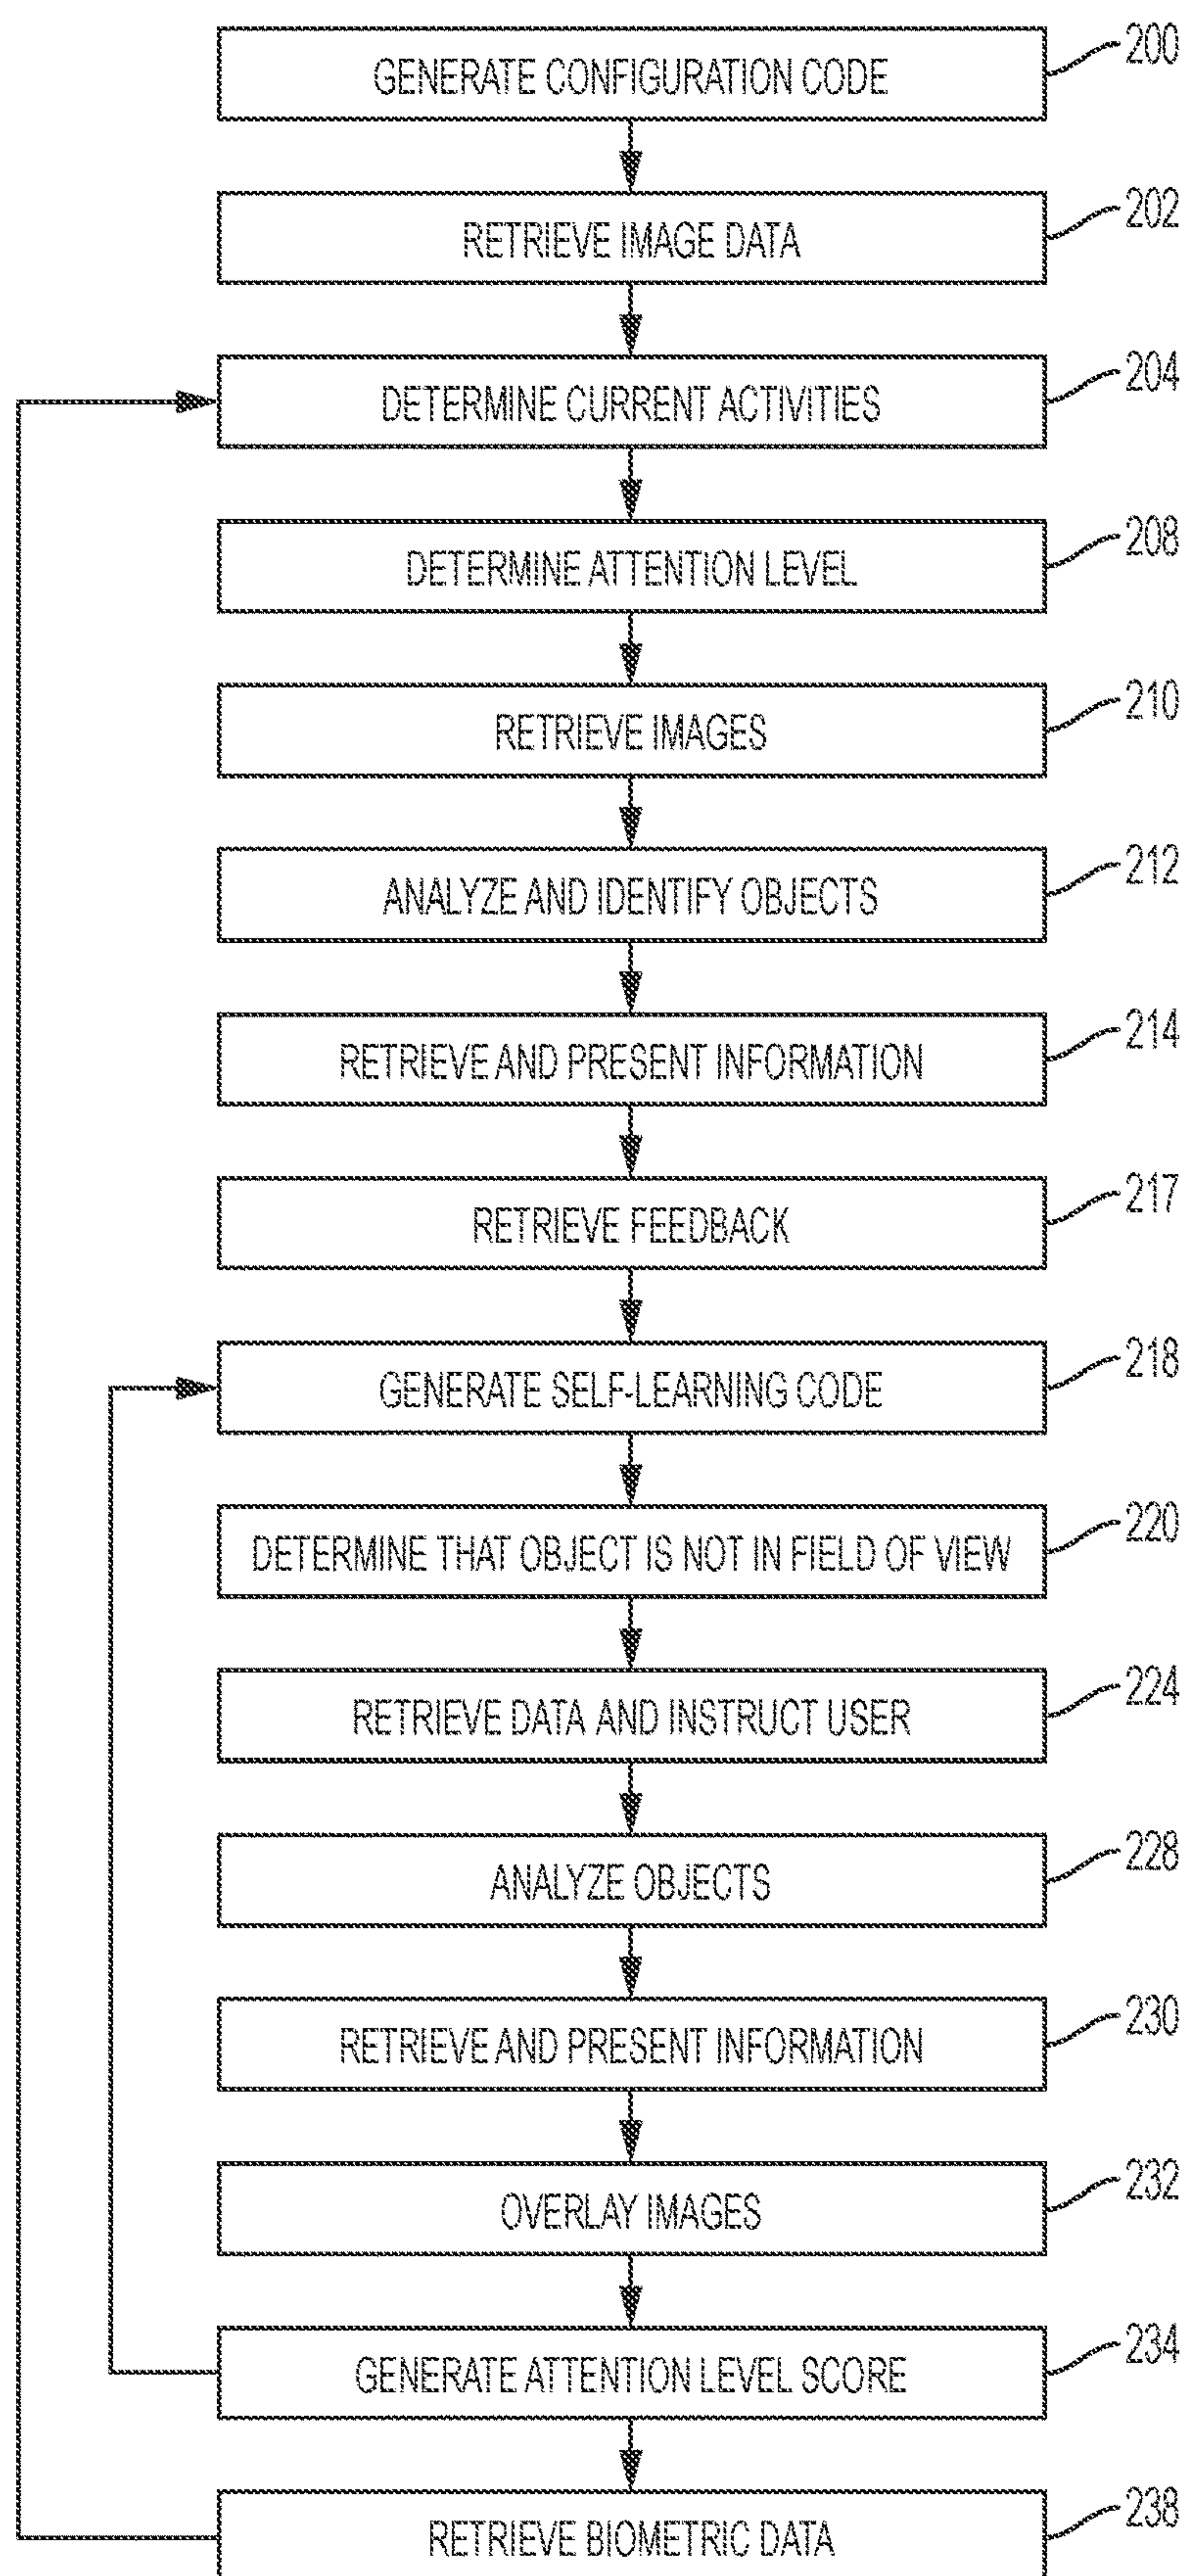 GENERATE CONFIGURATION CODE 200
RETRIEVE IMAGE DATA 202
DETERMINE CURRENT ACTIVITIES 204
DETERMINE ATTENTION LEVEL 208
RETRIEVE IMAGES 210
ANALYZE AND IDENTIFY OBJECTS 212
RETRIEVE AND PRESENT INFORMATION 214
RETRIEVE FEEDBACK 217
GENERATE SELF-LEARNING CODE 218
DETERMINE THAT OBJECT IS NOT IN FIELD OF VIEW 220
RETRIEVE DATA AND INSTRUCT USER 224
ANALYZE OBJECTS 228
RETRIEVE AND PRESENT INFORMATION 230
OVERLAY IMAGES 232
GENERATE ATTENTION LEVEL SCORE 234
RETRIEVE BIOMETRIC DATA 238